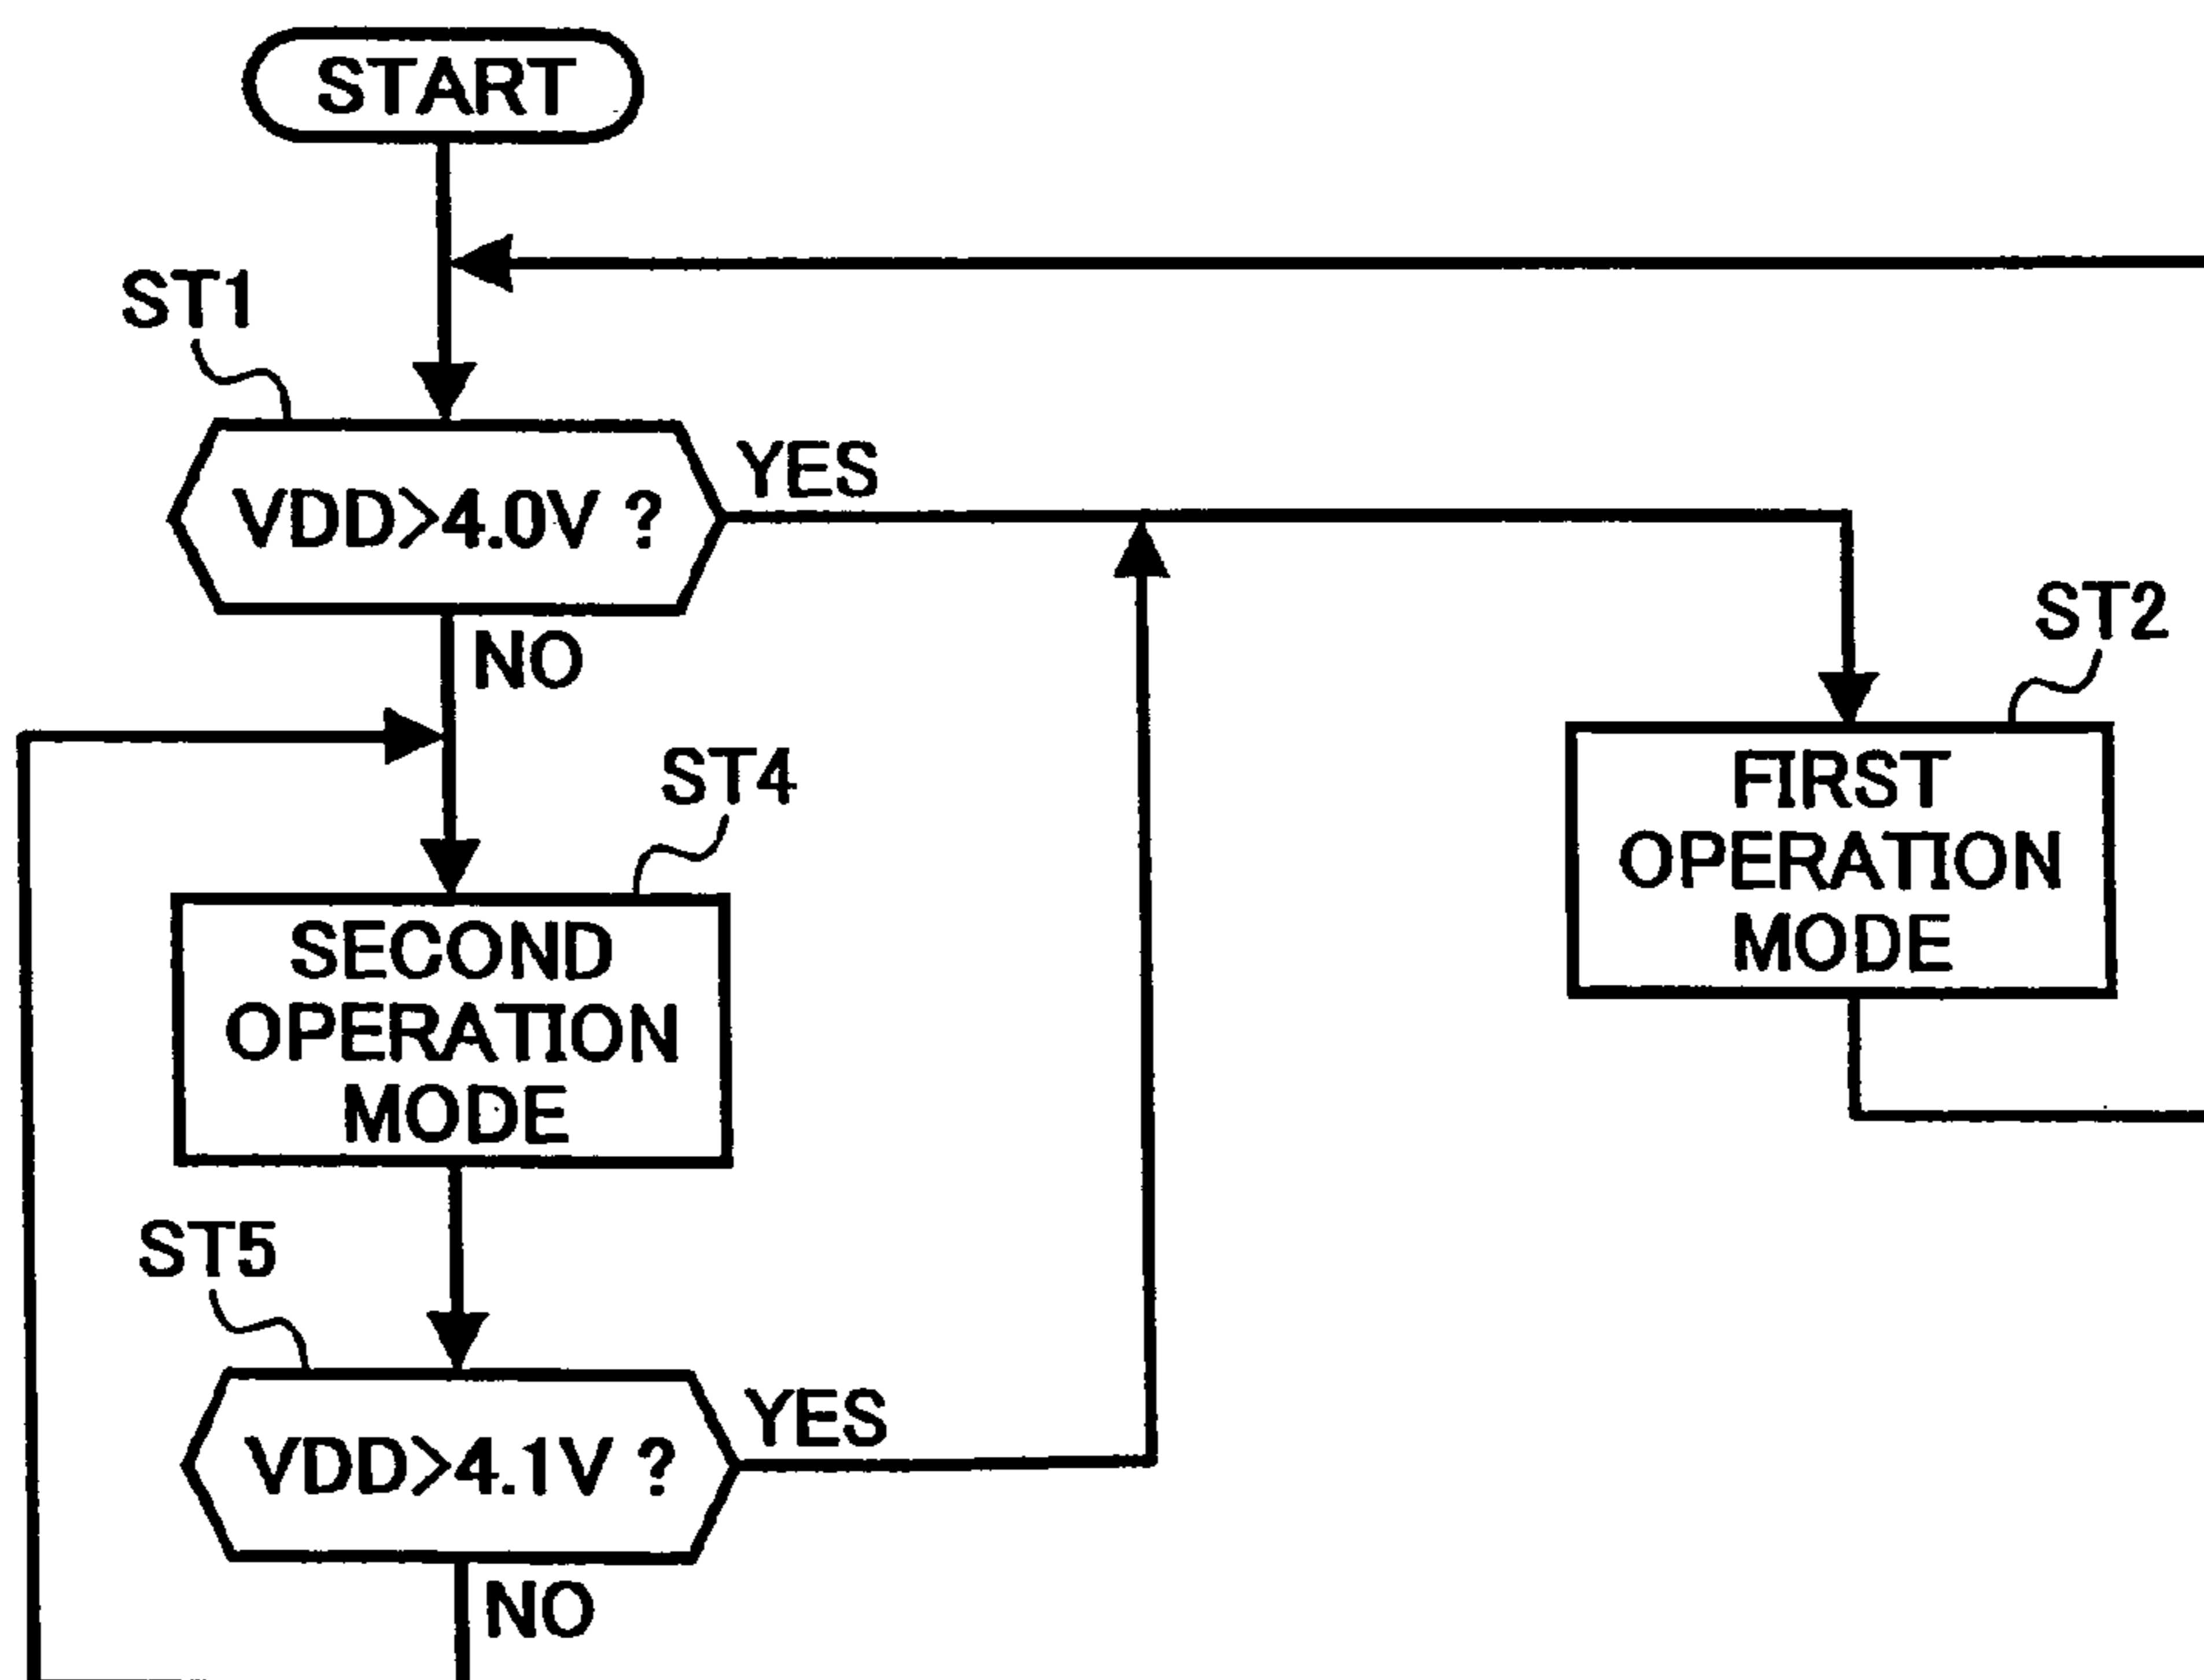 START
ST1
VDD>4.0V ?
YES
NO
ST2
FIRST
OPERATION
MODE
ST4
SECOND
OPERATION
MODE
ST5
VDD>4.1V ?
YES
NO